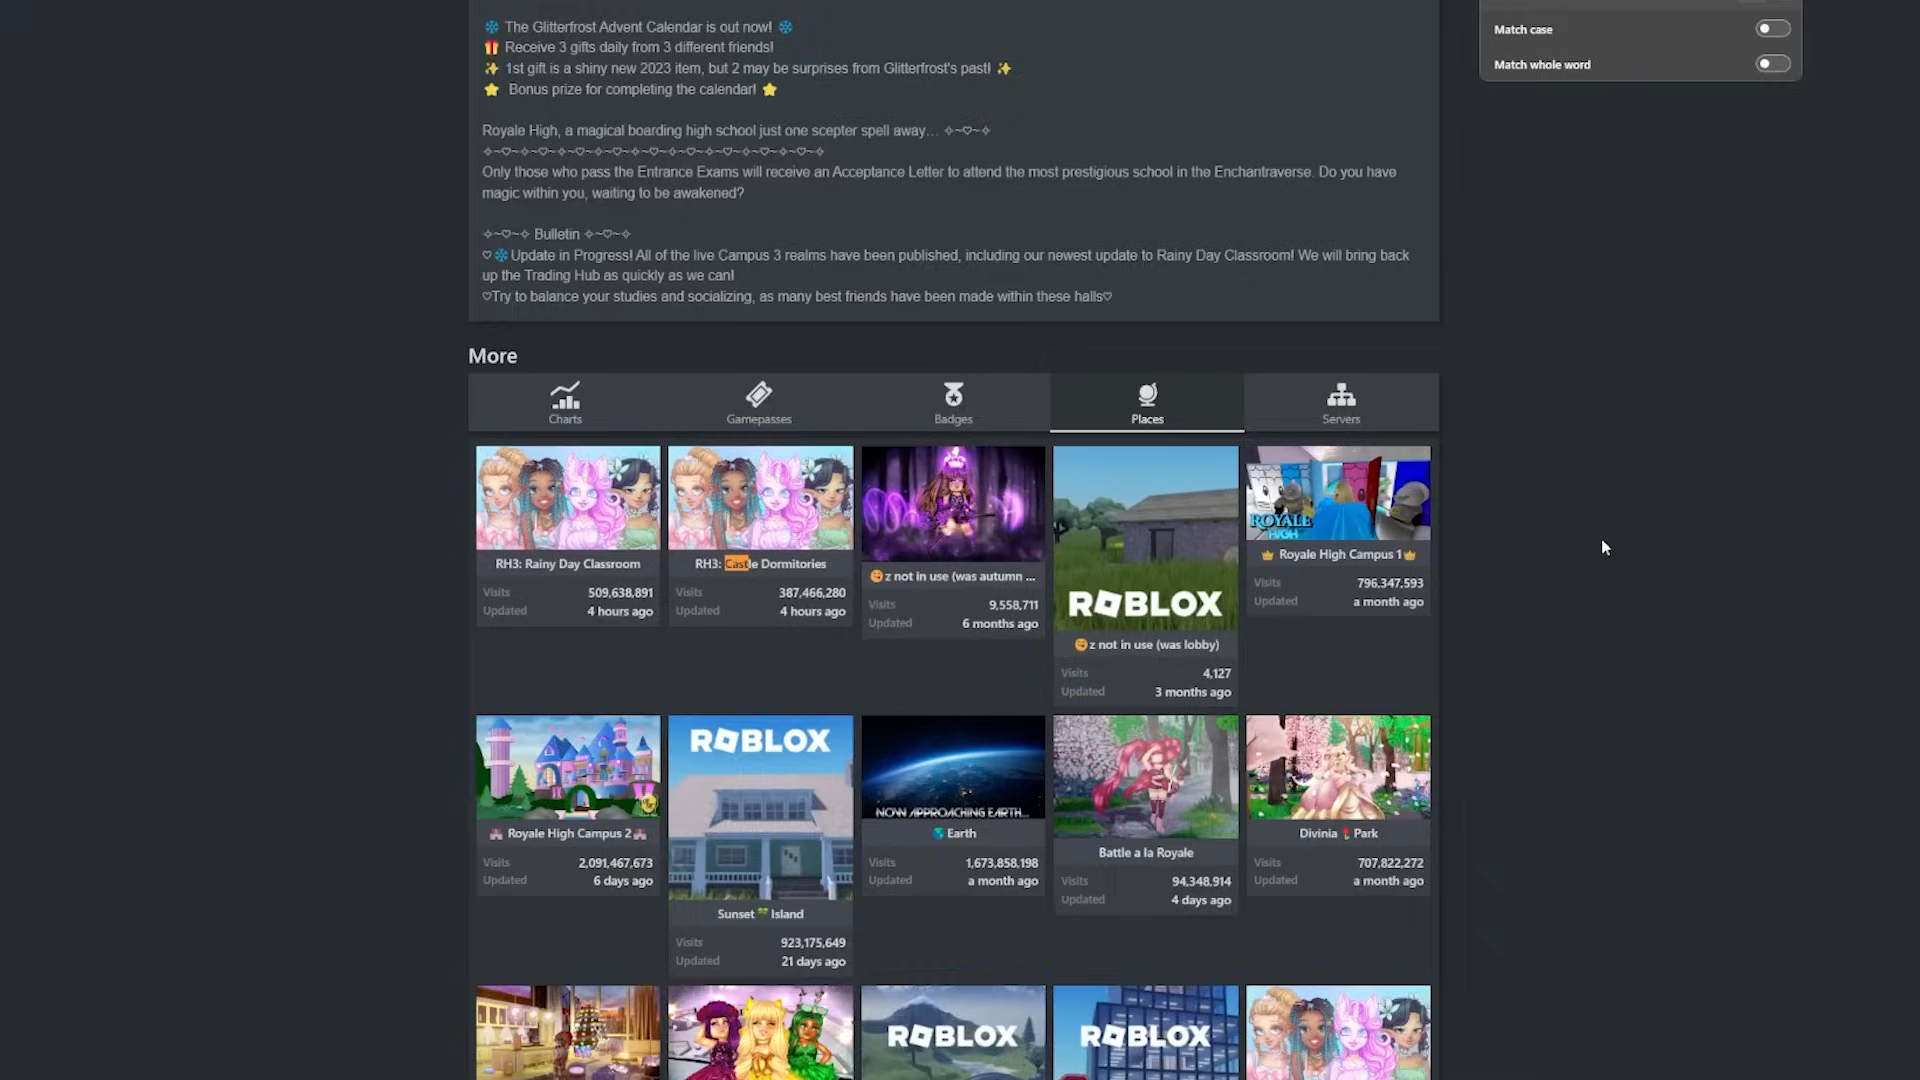 ❄ The Glitterfrost Advent Calendar is out now! ❄
🎁 Receive 3 gifts daily from 3 different friends!
✨ 1st gift is a shiny new 2023 item, but 2 may be surprises from Glitterfrost's past! ✨
⭐ Bonus prize for completing the calendar! ⭐
Royale High, a magical boarding high school just one scepter spell away… ✧~♡~✧
✧~♡~✧~♡~✧~♡~✧~♡~✧~♡~✧~♡~✧~♡~✧~♡~✧~♡~✧
Only those who pass the Entrance Exams will receive an Acceptance Letter to attend the most prestigious school in the Enchantraverse. Do you have
magic within you, waiting to be awakened?
✧~♡~✧ Bulletin ✧~♡~✧
♡❄Update in Progress! All of the live Campus 3 realms have been published, including our newest update to Rainy Day Classroom! We will bring back
up the Trading Hub as quickly as we can!
♡Try to balance your studies and socializing, as many best friends have been made within these halls♡
Match case
Match whole word
More
Charts
Gamepasses
Badges
Places
Servers
RH3: Rainy Day Classroom
Visits 509,638,891
Updated 4 hours ago
RH3: Castle Dormitories
Visits 387,466,280
Updated 4 hours ago
z not in use (was autumn ...
Visits 9,558,711
Updated 6 months ago
ROBLOX
z not in use (was lobby)
Visits 4,127
Updated 3 months ago
ROYALE
HIGH
👑 Royale High Campus 1👑
Visits 796,347,593
Updated a month ago
🏰 Royale High Campus 2🏰
Visits 2,091,467,673
Updated 6 days ago
ROBLOX
Sunset 🌴 Island
Visits 923,175,649
Updated 21 days ago
NOW APPROACHING EARTH...
🌎 Earth
Visits 1,673,858,198
Updated a month ago
Battle a la Royale
Visits 94,348,914
Updated 4 days ago
Divinia 🌹 Park
Visits 707,822,272
Updated a month ago
ROBLOX
ROBLOX